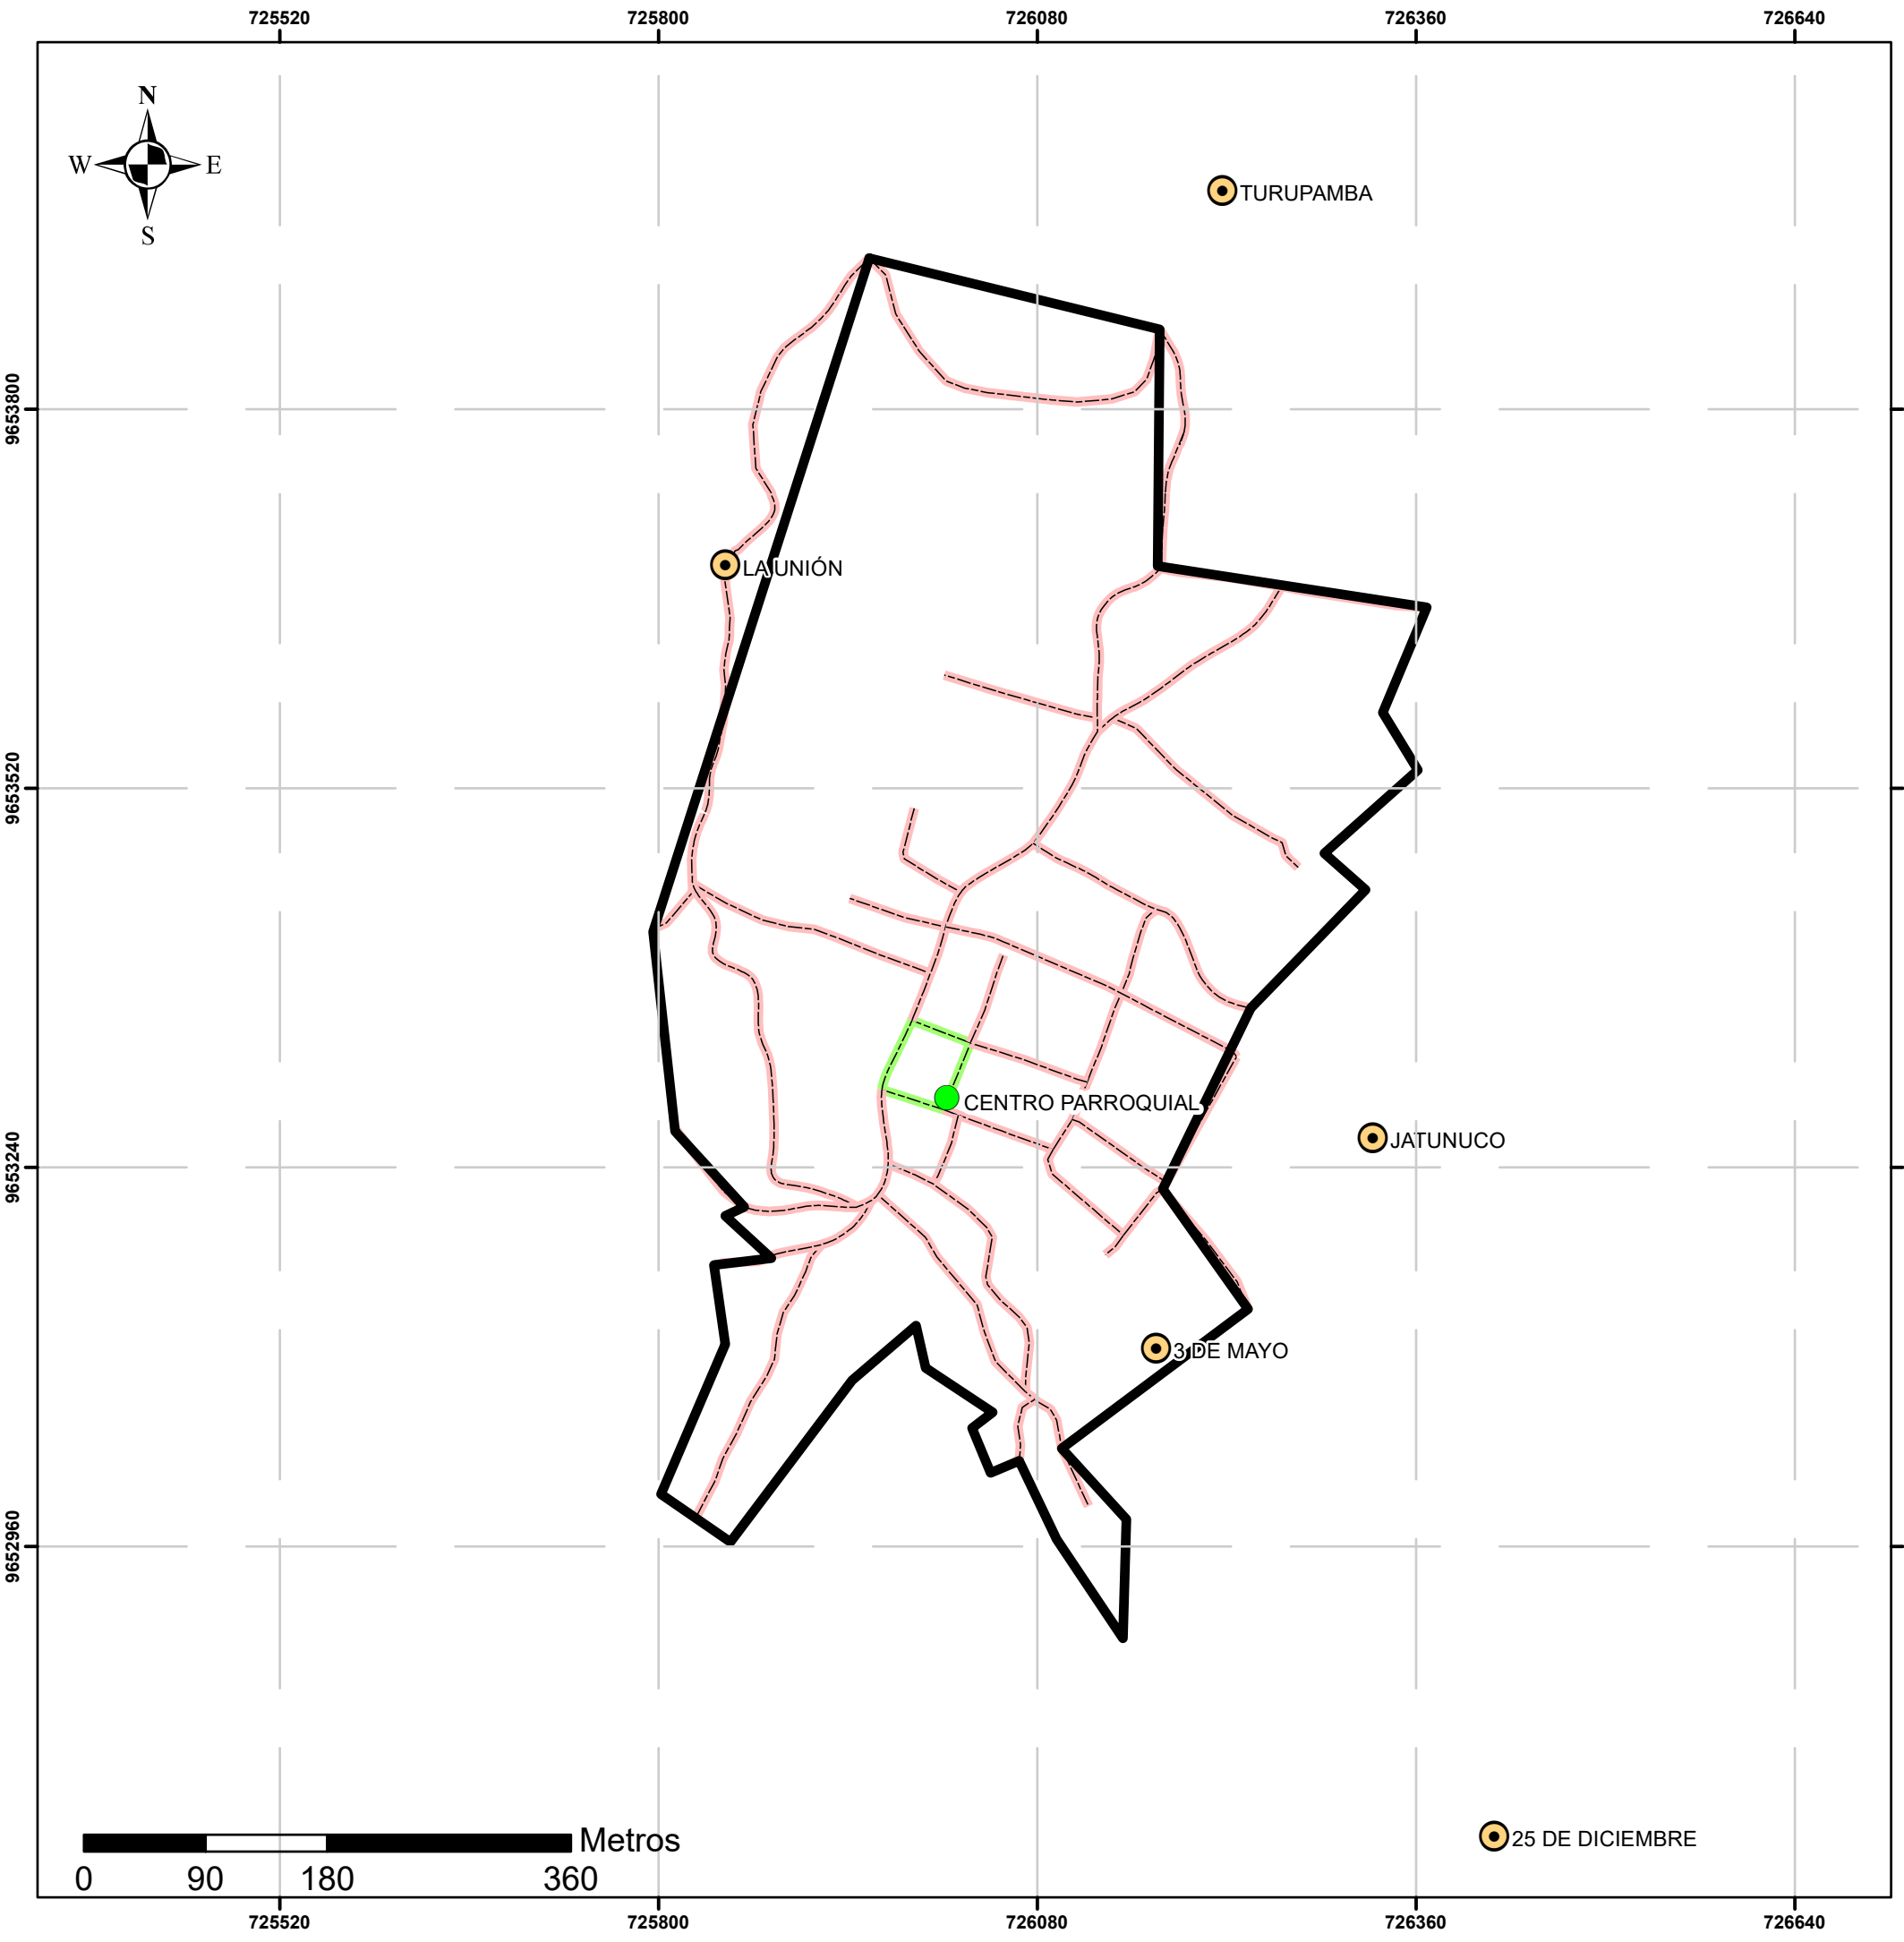 725520
725800
726080
726360
726640
N
W
E
S
TURUPAMBA
9653800
LA UNIÓN
9653520
CENTRO PARROQUIAL
JATUNUCO
9653240
3 DE MAYO
9652960
Metros
25 DE DICIEMBRE
0
90
180
360
725520
725800
726080
726360
726640